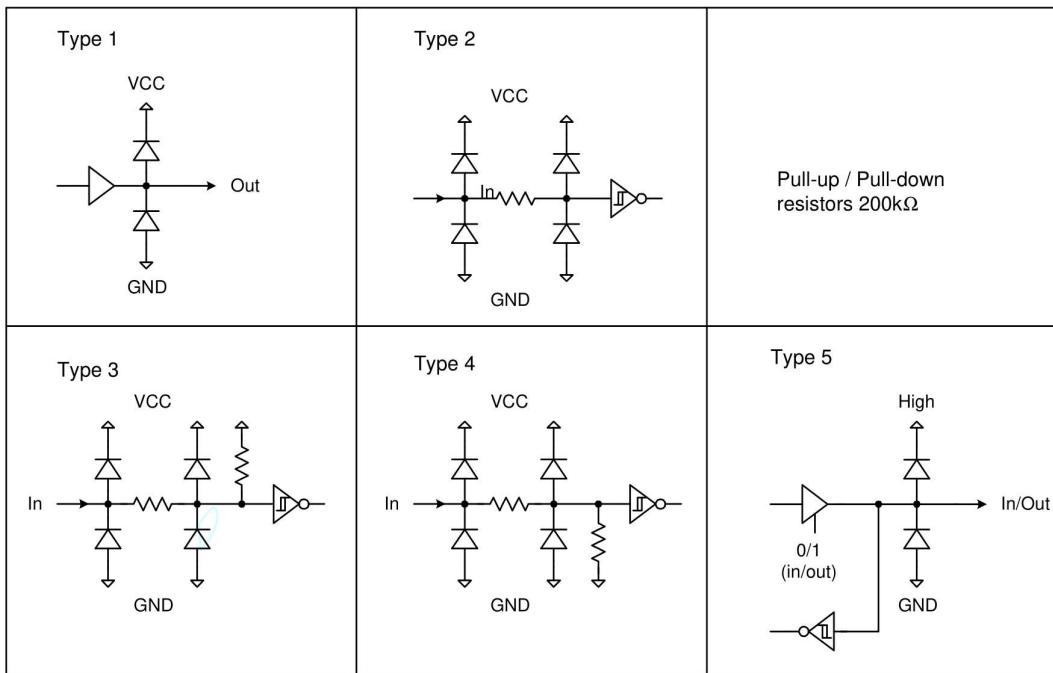 Type 1
VCC
Out
GND
Type 2
VCC
In
GND
Pull-up / Pull-down
resistors 200kΩ
Type 3
VCC
In
GND
Type 4
VCC
In
GND
Type 5
High
In/Out
0/1
(in/out)
GND